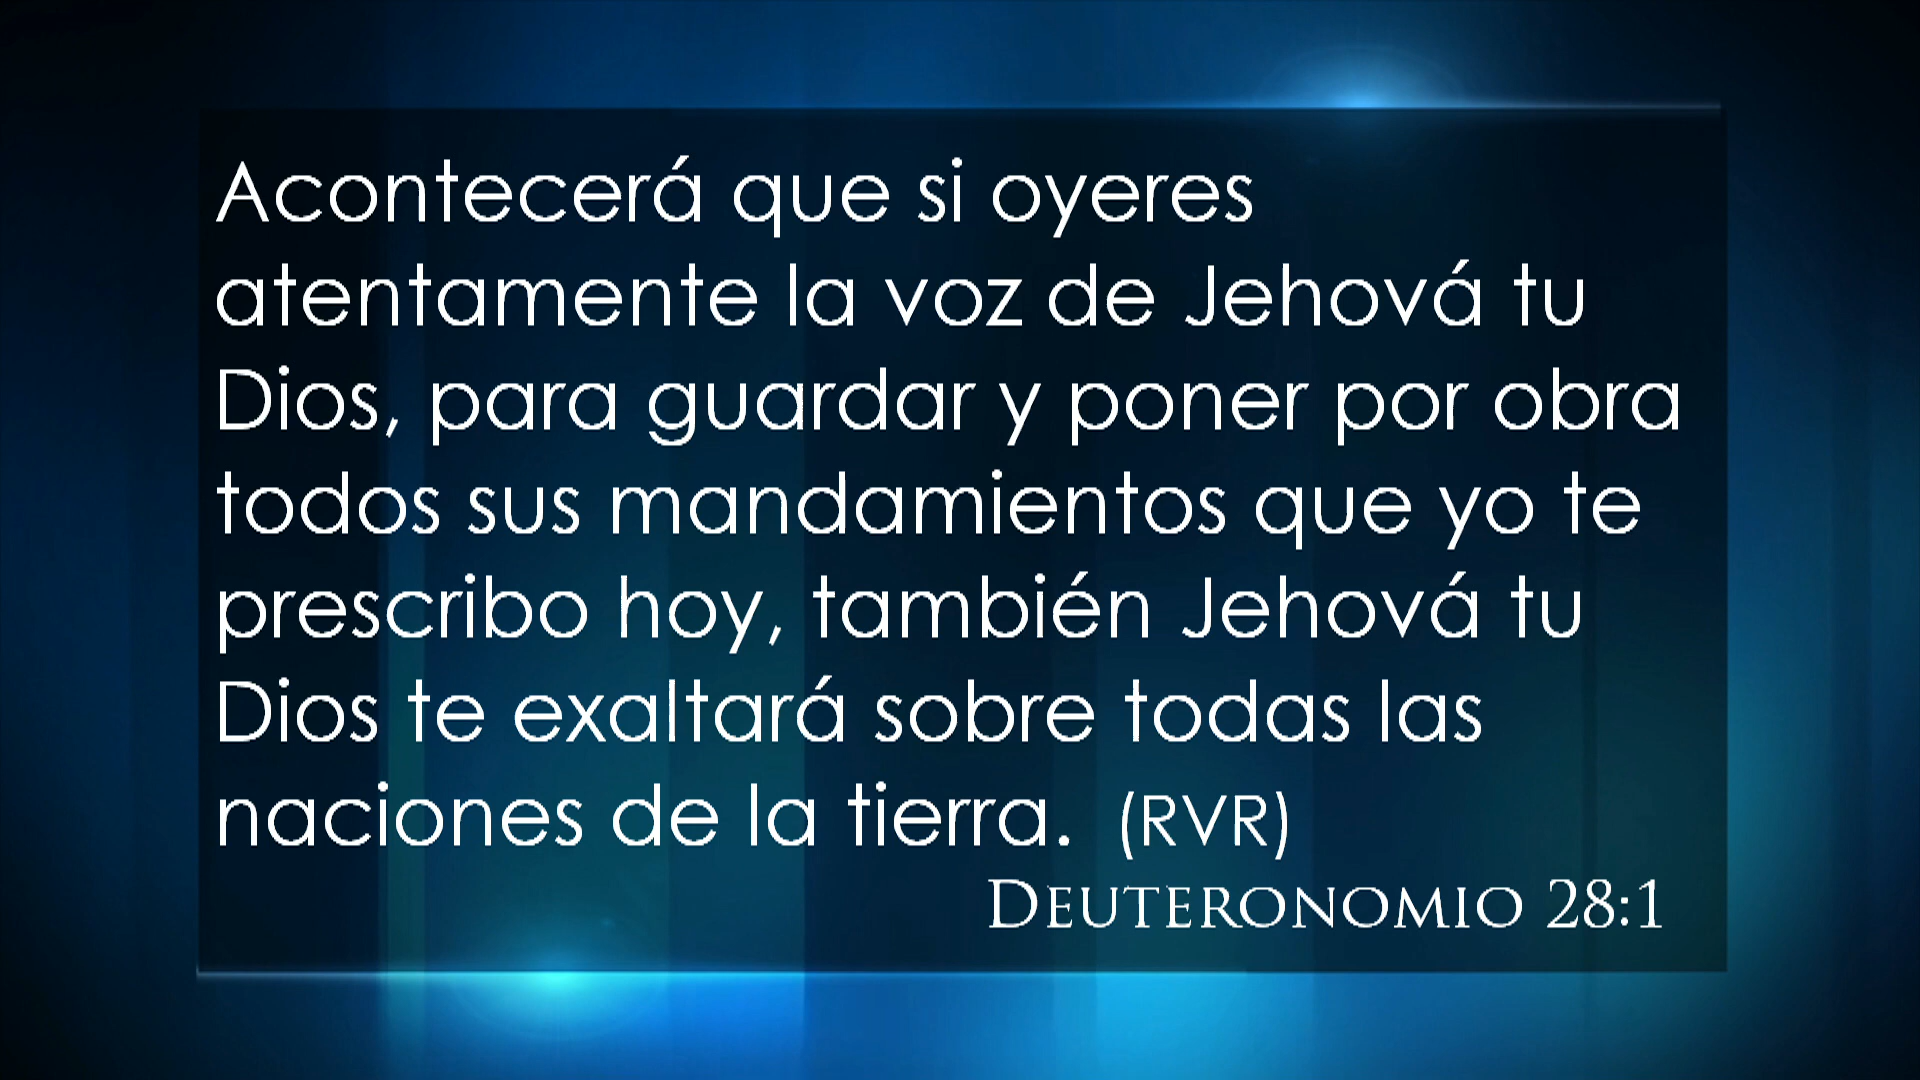 Acontecerá que si oyeres
atentamente la voz de Jehová tu
Dios, para guardar y poner por obra
todos sus mandamientos que yo te
prescribo hoy, también Jehová tu
Dios te exaltará sobre todas las
naciones de la tierra. (RVR)
Deuteronomio 28:1